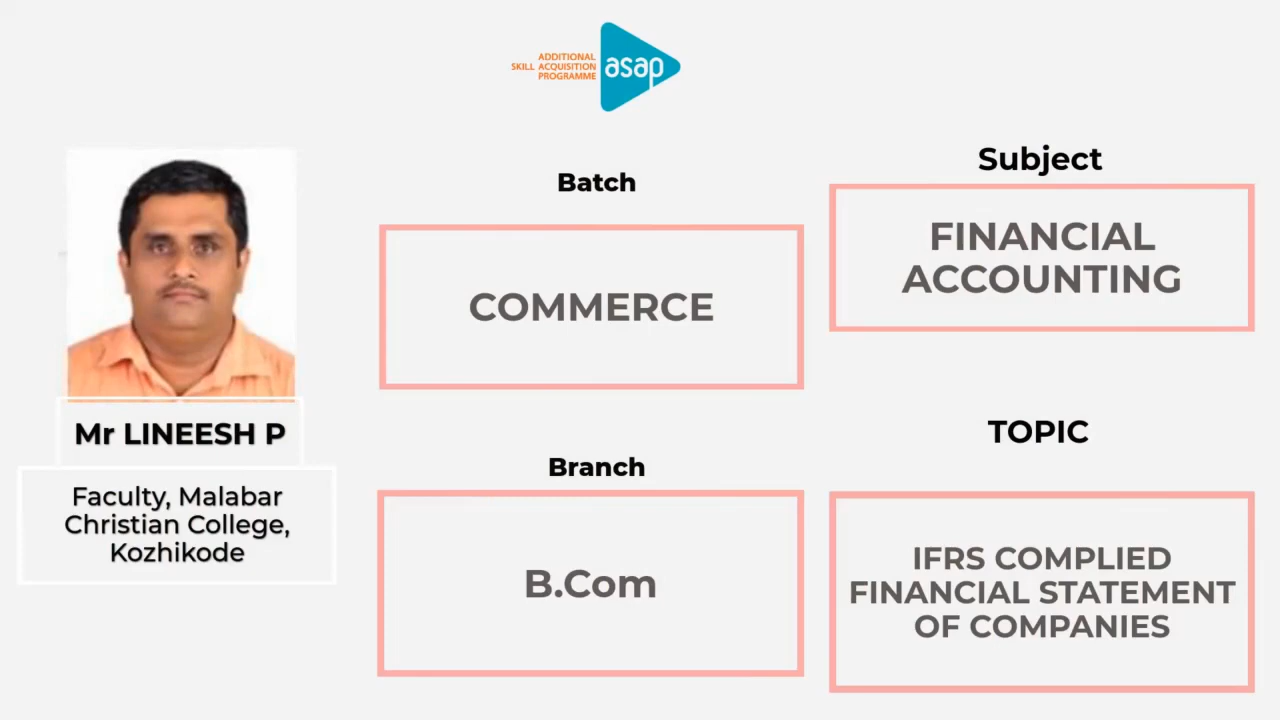 ADDITIONAL
SKILL ACQUISITION
PROGRAMME
asap
Mr LINEESH P
Faculty, Malabar
Christian College,
Kozhikode
Batch
COMMERCE
Branch
B.Com
Subject
FINANCIAL
ACCOUNTING
TOPIC
IFRS COMPLIED
FINANCIAL STATEMENT
OF COMPANIES